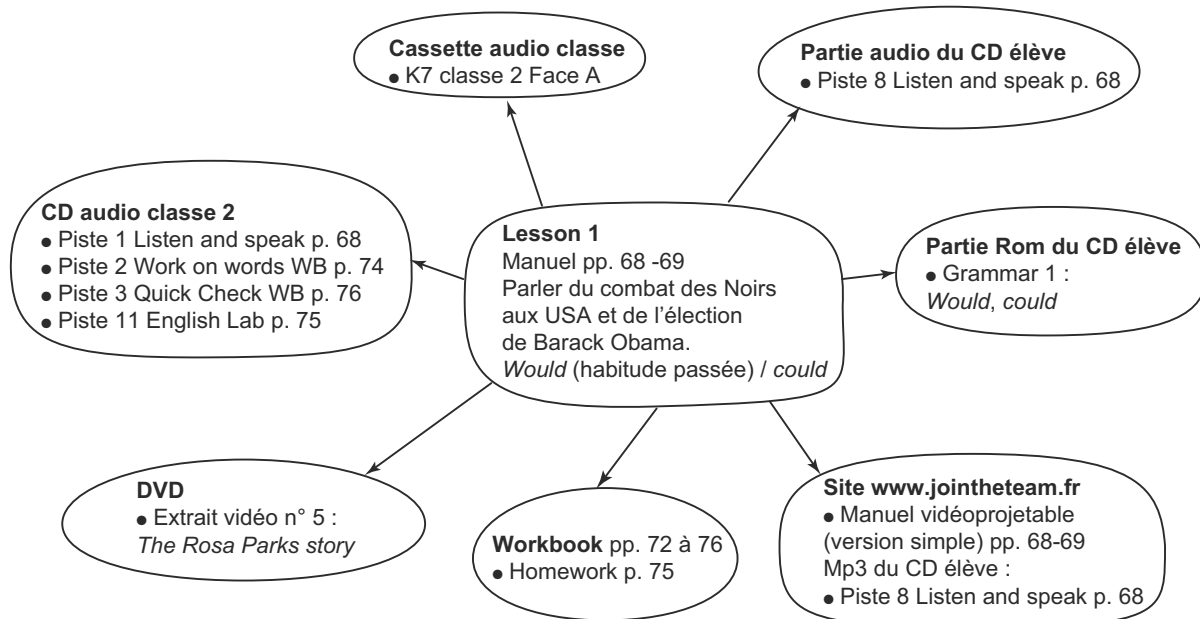 Cassette audio classe
● K7 classe 2 Face A
Partie audio du CD élève
● Piste 8 Listen and speak p. 68
CD audio classe 2
● Piste 1 Listen and speak p. 68
● Piste 2 Work on words WB p. 74
● Piste 3 Quick Check WB p. 76
● Piste 11 English Lab p. 75
Lesson 1
Manuel pp. 68 -69
Parler du combat des Noirs
aux USA et de l’élection
de Barack Obama.
Would (habitude passée) / could
Partie Rom du CD élève
● Grammar 1 :
Would, could
DVD
● Extrait vidéo n° 5 :
The Rosa Parks story
Workbook pp. 72 à 76
● Homework p. 75
Site www.jointheteam.fr
● Manuel vidéoprojetable
(version simple) pp. 68-69
Mp3 du CD élève :
● Piste 8 Listen and speak p. 68